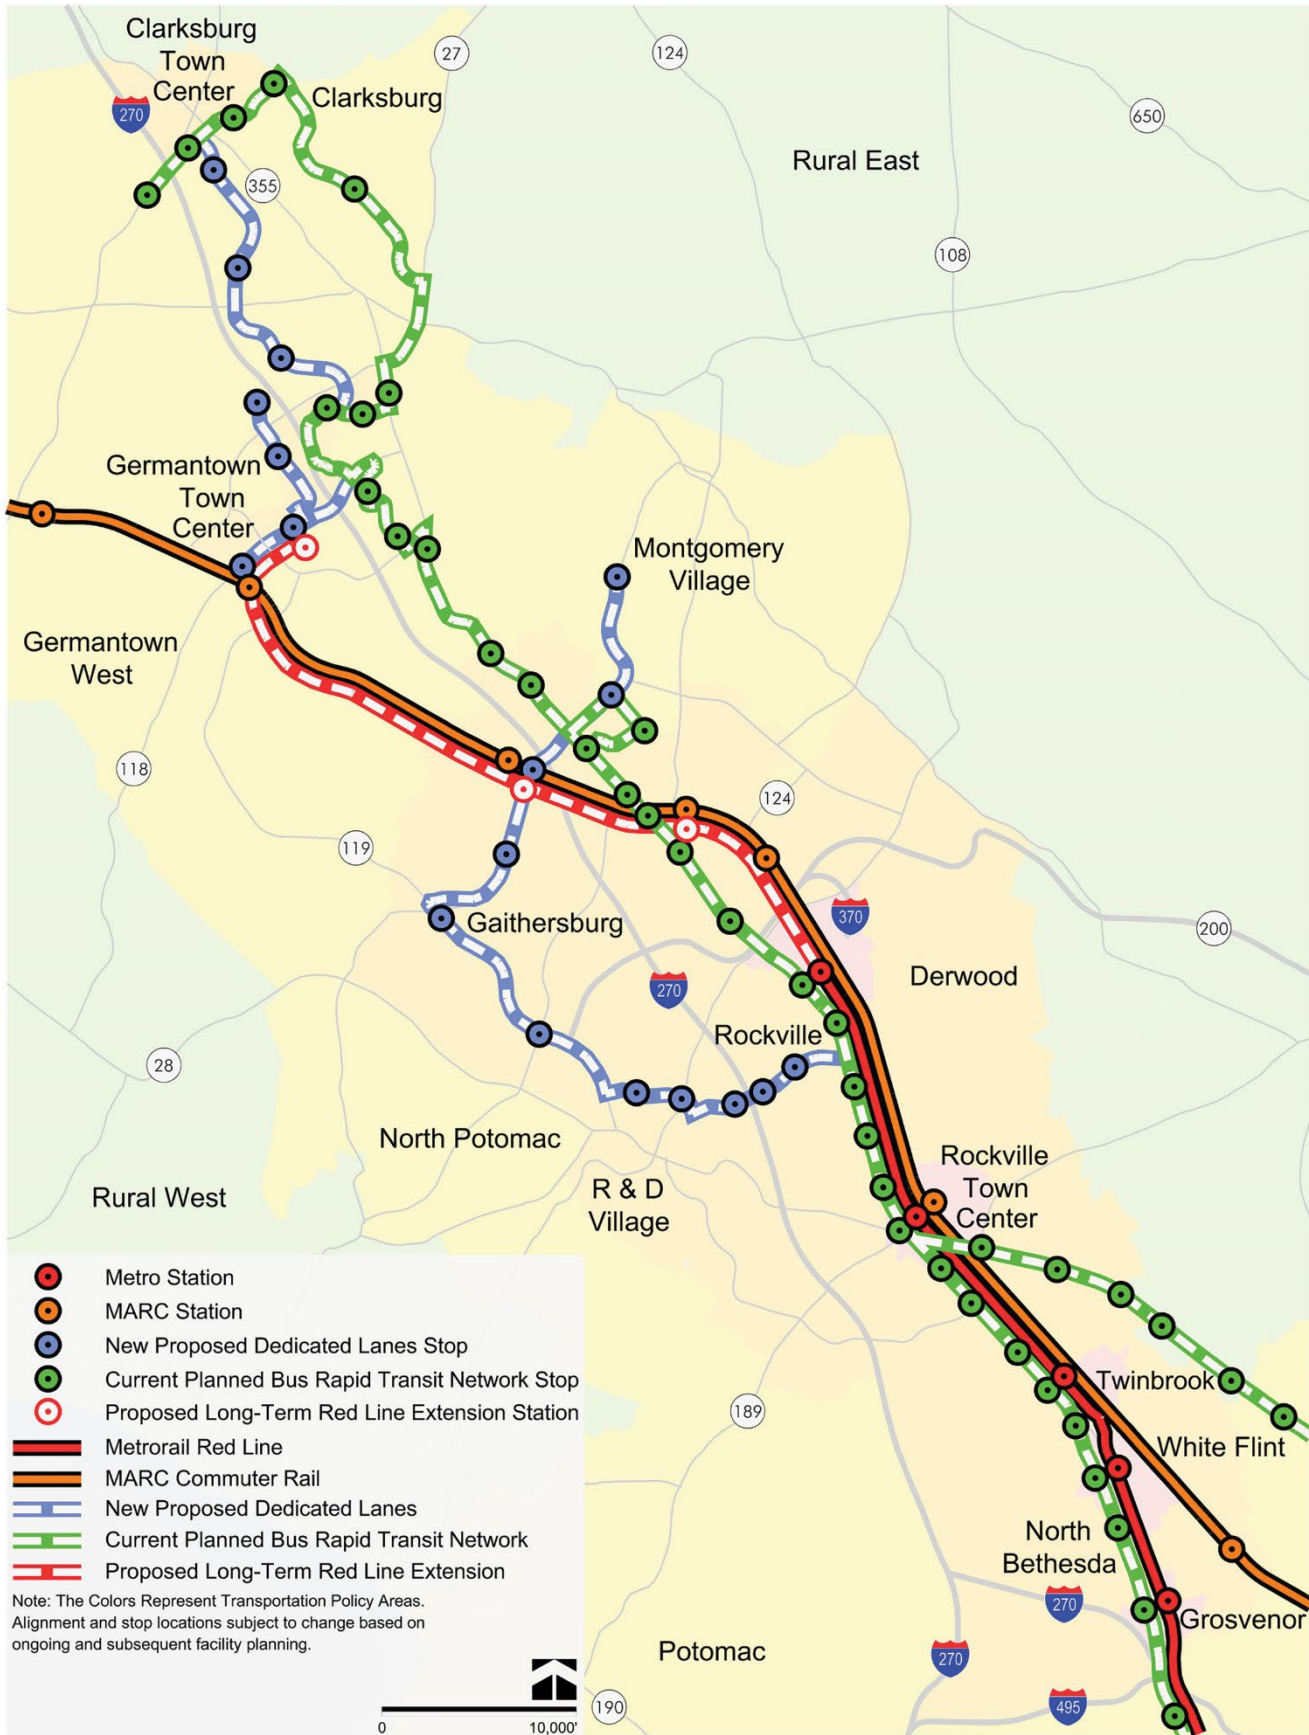 Clarksburg
Town
Center
Clarksburg
27
124
270
650
Rural East
355
108
Germantown
Town
Center
Montgomery
Village
Germantown
West
118
124
119
370
Gaithersburg
200
Derwood
270
Rockville
28
North Potomac
Rockville
Town
Center
R & D
Village
Rural West
Twinbrook
189
White Flint
North
Bethesda
270
Grosvenor
Potomac
270
495
190
Metro Station
MARC Station
New Proposed Dedicated Lanes Stop
Current Planned Bus Rapid Transit Network Stop
Proposed Long-Term Red Line Extension Station
Metrorail Red Line
MARC Commuter Rail
New Proposed Dedicated Lanes
Current Planned Bus Rapid Transit Network
Proposed Long-Term Red Line Extension
Note: The Colors Represent Transportation Policy Areas.
Alignment and stop locations subject to change based on
ongoing and subsequent facility planning.
0 10,000'